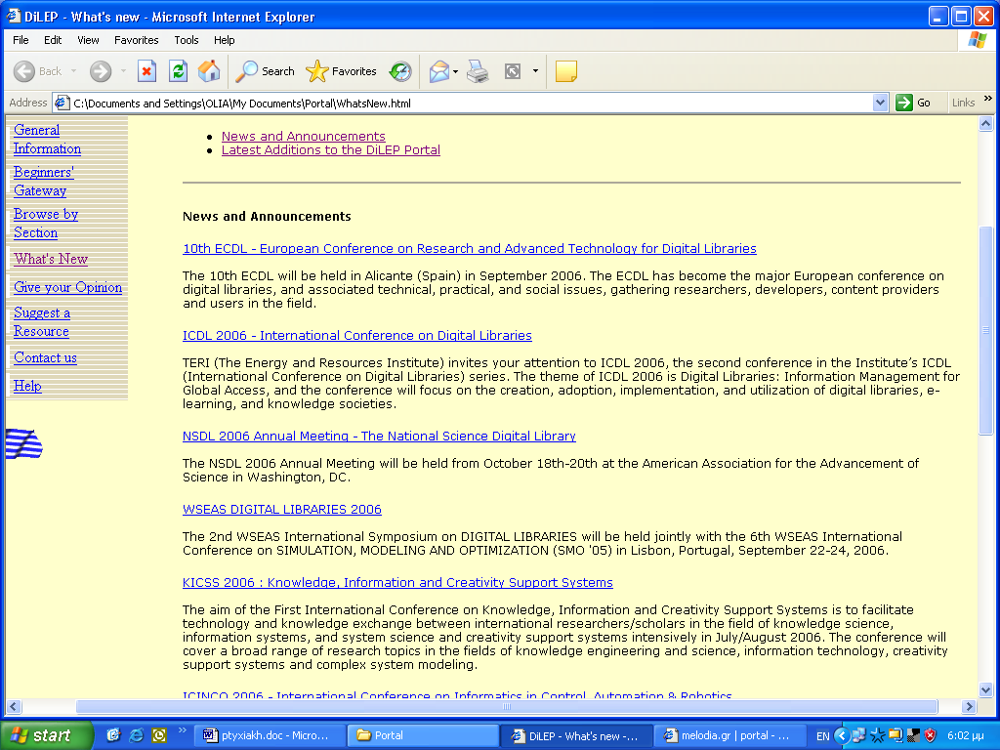 DiLEP - What's new - Microsoft Internet Explorer
File Edit View Favorites Tools Help
Back Search Favorites
Address C:\Documents and Settings\OLIA\My Documents\Portal\WhatsNew.html Go Links »
General
Information
Beginners'
Gateway
Browse by
Section
What's New
Give your Opinion
Suggest a
Resource
Contact us
Help
• News and Announcements
• Latest Additions to the DiLEP Portal
News and Announcements
10th ECDL - European Conference on Research and Advanced Technology for Digital Libraries
The 10th ECDL will be held in Alicante (Spain) in September 2006. The ECDL has become the major European conference on
digital libraries, and associated technical, practical, and social issues, gathering researchers, developers, content providers
and users in the field.
ICDL 2006 - International Conference on Digital Libraries
TERI (The Energy and Resources Institute) invites your attention to ICDL 2006, the second conference in the Institute's ICDL
(International Conference on Digital Libraries) series. The theme of ICDL 2006 is Digital Libraries: Information Management for
Global Access, and the conference will focus on the creation, adoption, implementation, and utilization of digital libraries, e-
learning, and knowledge societies.
NSDL 2006 Annual Meeting - The National Science Digital Library
The NSDL 2006 Annual Meeting will be held from October 18th-20th at the American Association for the Advancement of
Science in Washington, DC.
WSEAS DIGITAL LIBRARIES 2006
The 2nd WSEAS International Symposium on DIGITAL LIBRARIES will be held jointly with the 6th WSEAS International
Conference on SIMULATION, MODELING AND OPTIMIZATION (SMO '05) in Lisbon, Portugal, September 22-24, 2006.
KICSS 2006 : Knowledge, Information and Creativity Support Systems
The aim of the First International Conference on Knowledge, Information and Creativity Support Systems is to facilitate
technology and knowledge exchange between international researchers/scholars in the field of knowledge science,
information systems, and system science and creativity support systems intensively in July/August 2006. The conference will
cover a broad range of research topics in the fields of knowledge engineering and science, information technology, creativity
support systems and complex system modeling.
ICINCO 2006 - International Conference on Informatics in Control, Automation & Robotics
start » ptyxiakh.doc - Micro... Portal DiLEP - What's new -... melodia.gr | portal - ... EN 6:02 μμ